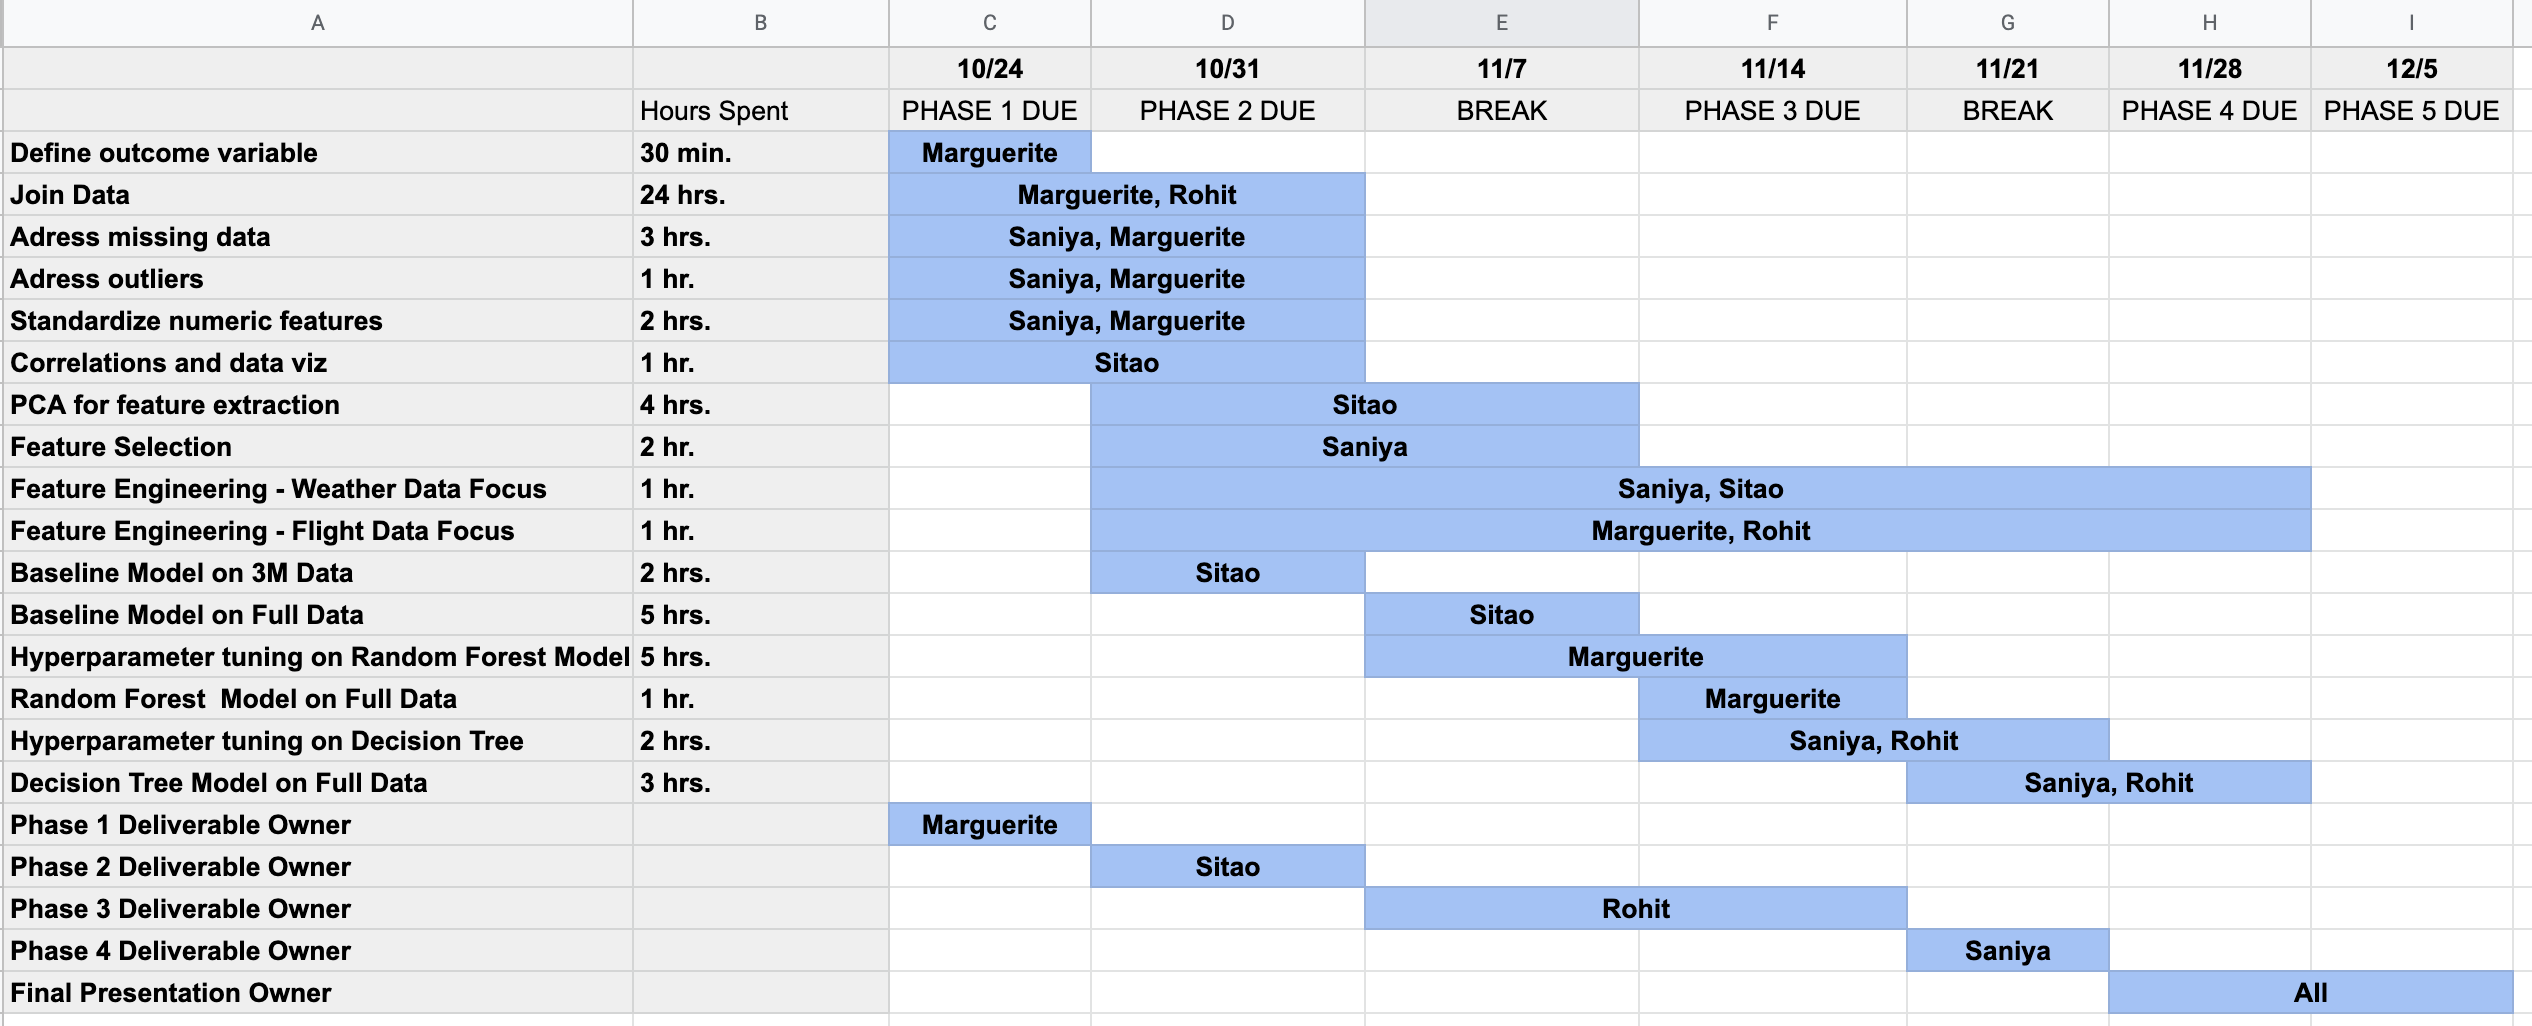 A B C D E F G H I
10/24 10/31 11/7 11/14 11/21 11/28 12/5
Hours Spent PHASE 1 DUE PHASE 2 DUE BREAK PHASE 3 DUE BREAK PHASE 4 DUE PHASE 5 DUE
Define outcome variable 30 min. Marguerite
Join Data 24 hrs. Marguerite, Rohit
Adress missing data 3 hrs. Saniya, Marguerite
Adress outliers 1 hr. Saniya, Marguerite
Standardize numeric features 2 hrs. Saniya, Marguerite
Correlations and data viz 1 hr. Sitao
PCA for feature extraction 4 hrs. Sitao
Feature Selection 2 hr. Saniya
Feature Engineering - Weather Data Focus 1 hr. Saniya, Sitao
Feature Engineering - Flight Data Focus 1 hr. Marguerite, Rohit
Baseline Model on 3M Data 2 hrs. Sitao
Baseline Model on Full Data 5 hrs. Sitao
Hyperparameter tuning on Random Forest Model 5 hrs. Marguerite
Random Forest  Model on Full Data 1 hr. Marguerite
Hyperparameter tuning on Decision Tree 2 hrs. Saniya, Rohit
Decision Tree Model on Full Data 3 hrs. Saniya, Rohit
Phase 1 Deliverable Owner Marguerite
Phase 2 Deliverable Owner Sitao
Phase 3 Deliverable Owner Rohit
Phase 4 Deliverable Owner Saniya
Final Presentation Owner All